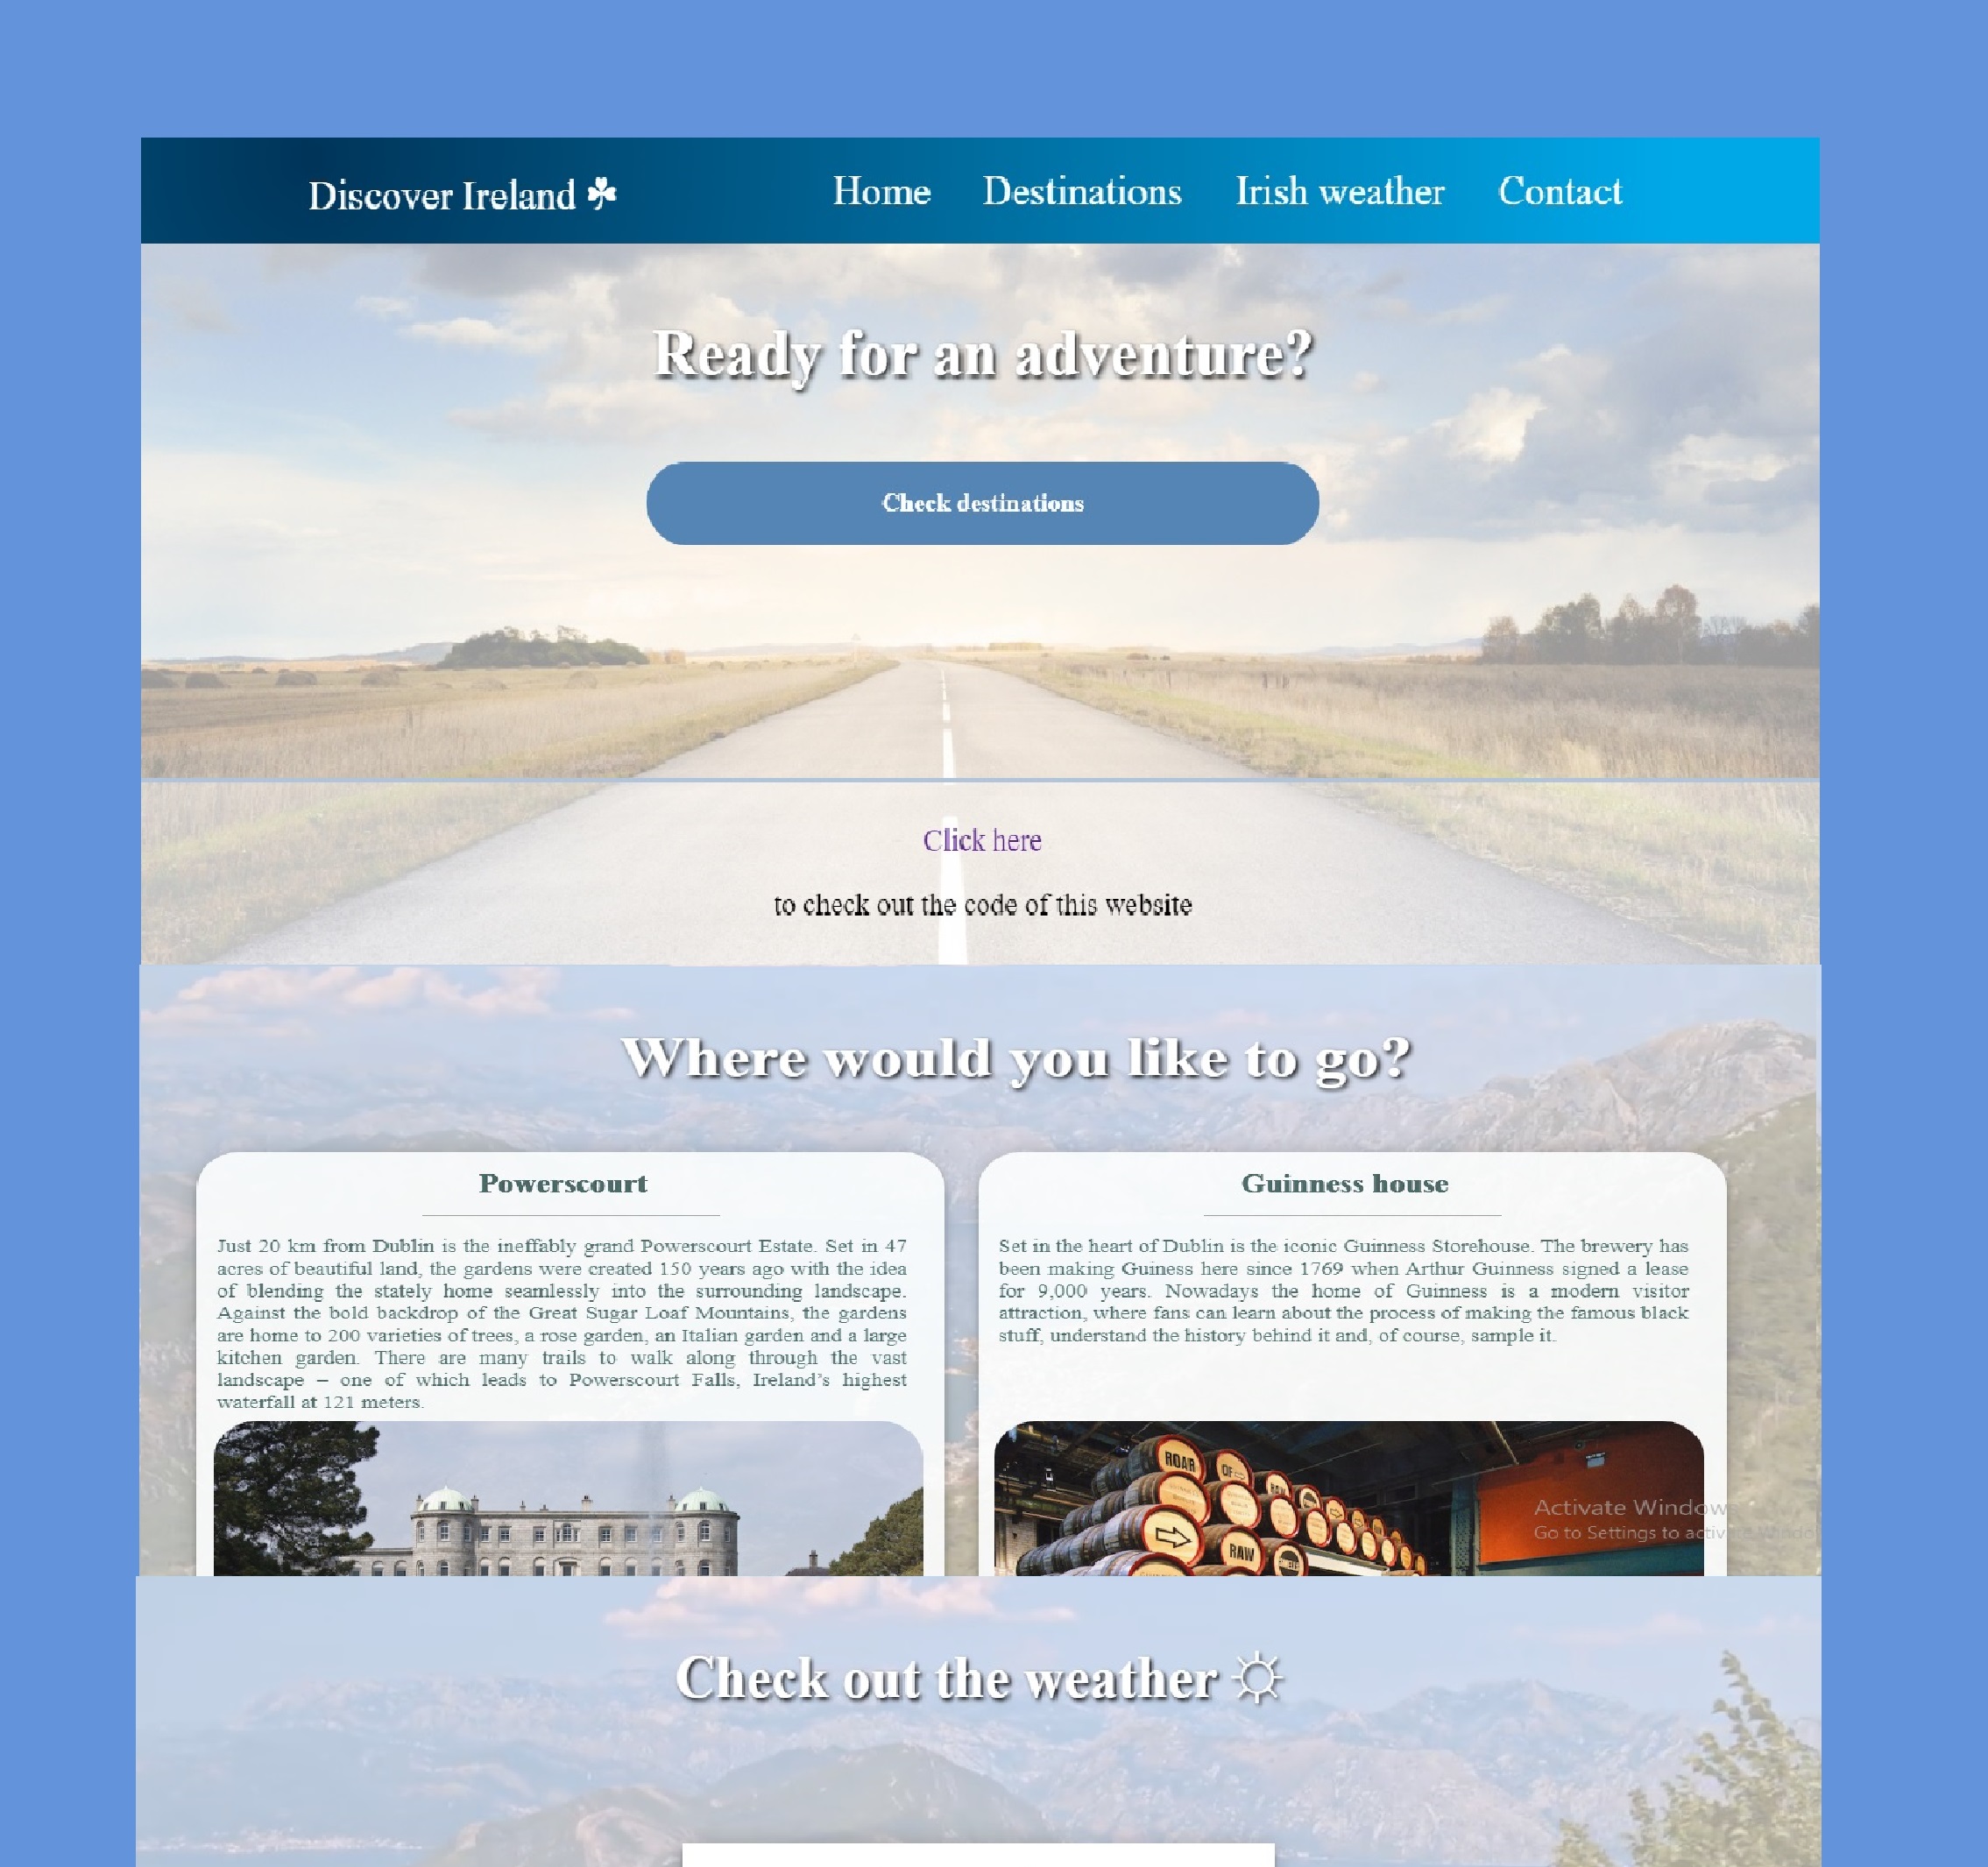 Discover Ireland ☘
Home Destinations Irish weather Contact
Ready for an adventure?
Check destinations
Click here
to check out the code of this website
Where would you like to go?
Powerscourt
Just 20 km from Dublin is the ineffably grand Powerscourt Estate. Set in 47
acres of beautiful land, the gardens were created 150 years ago with the idea
of blending the stately home seamlessly into the surrounding landscape.
Against the bold backdrop of the Great Sugar Loaf Mountains, the gardens
are home to 200 varieties of trees, a rose garden, an Italian garden and a large
kitchen garden. There are many trails to walk along through the vast
landscape – one of which leads to Powerscourt Falls, Ireland’s highest
waterfall at 121 meters.
Guinness house
Set in the heart of Dublin is the iconic Guinness Storehouse. The brewery has
been making Guiness here since 1769 when Arthur Guinness signed a lease
for 9,000 years. Nowadays the home of Guinness is a modern visitor
attraction, where fans can learn about the process of making the famous black
stuff, understand the history behind it and, of course, sample it.
ROAR
OF
RAW
Activate Window
Go to Settings to activ
Check out the weather ☼